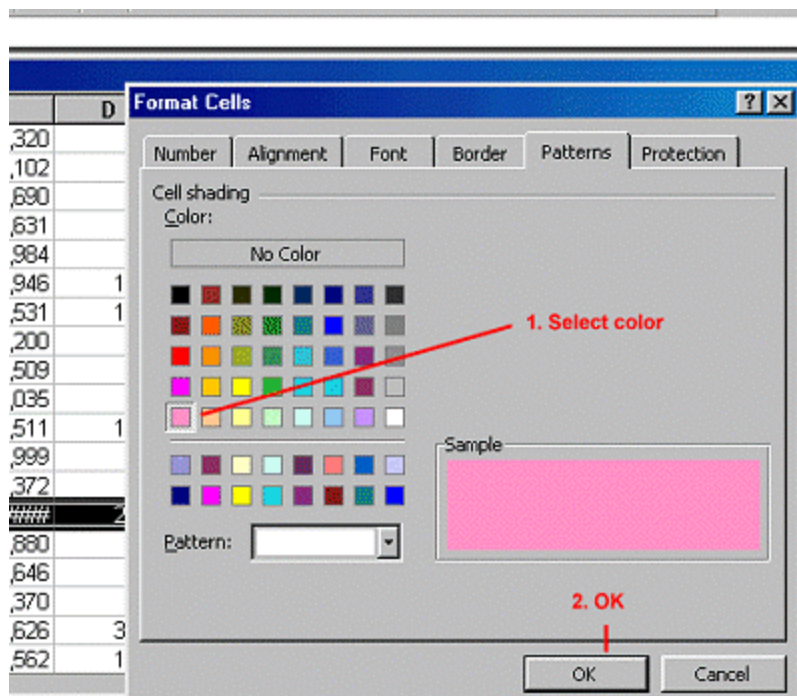 Format Cells
D
Number Alignment Font Border Patterns Protection
,320
,102
,690
,631
,984
,946 1
,531 1
,200
,509
,035
,511 1
,999
,372
#### 2
,880
,646
,370
,626 3
,562 1
Cell shading
Color:
No Color
1. Select color
Sample
Pattern:
2. OK
OK Cancel